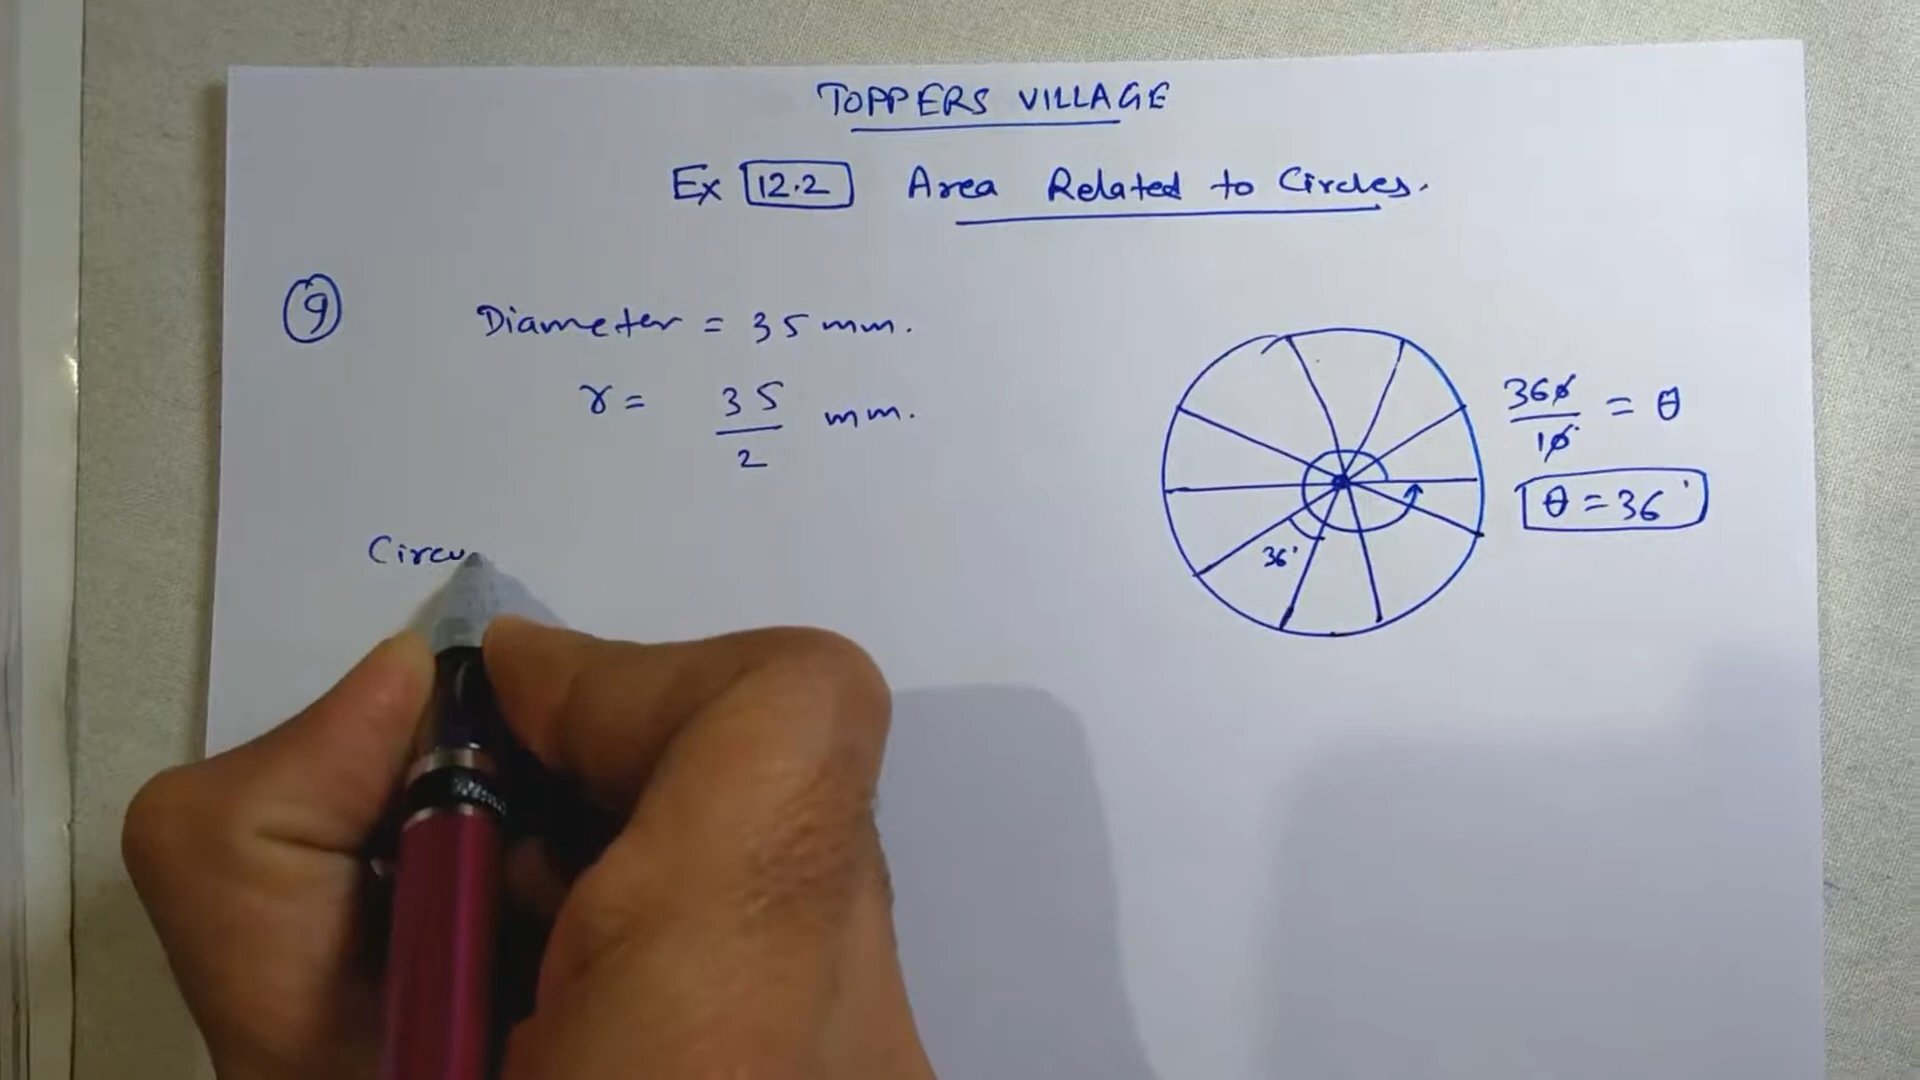 TOPPERS VILLAGE
Ex 12.2 Area Related to Circles.
9
Diameter = 35 mm.
r = 35/2 mm.
360/10 = θ
θ = 36°
36°
Circu